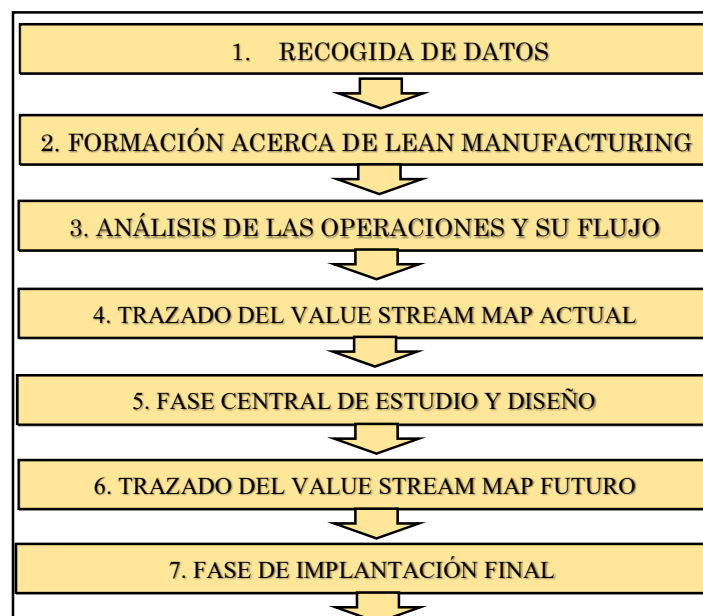 1. RECOGIDA DE DATOS
2. FORMACIÓN ACERCA DE LEAN MANUFACTURING
3. ANÁLISIS DE LAS OPERACIONES Y SU FLUJO
4. TRAZADO DEL VALUE STREAM MAP ACTUAL
5. FASE CENTRAL DE ESTUDIO Y DISEÑO
6. TRAZADO DEL VALUE STREAM MAP FUTURO
7. FASE DE IMPLANTACIÓN FINAL